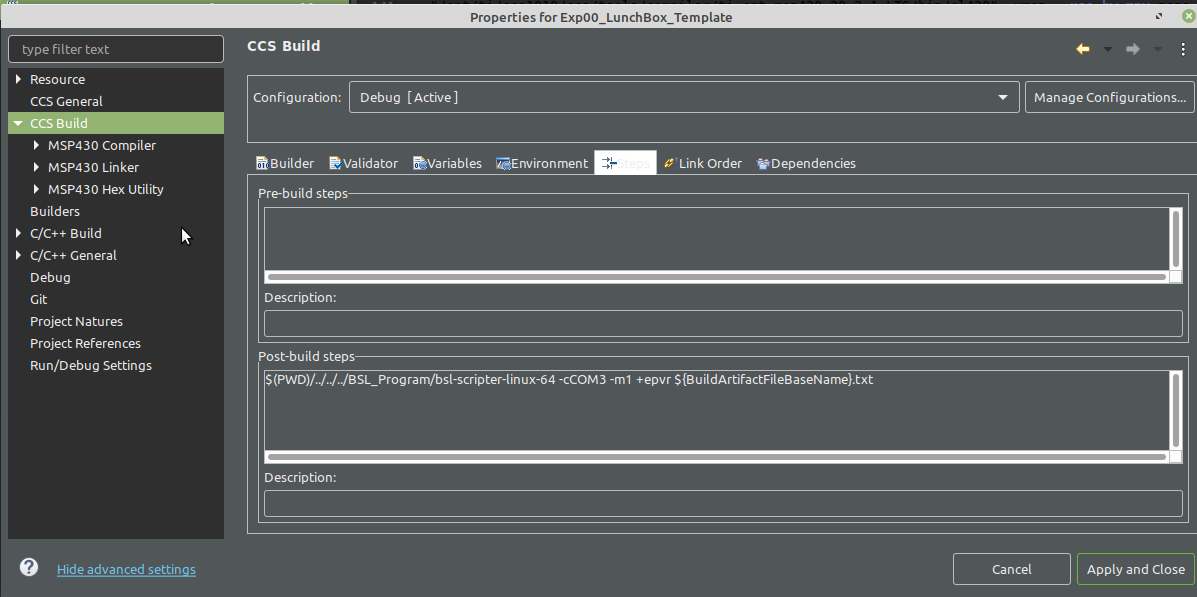 Properties for Exp00_LunchBox_Template
type filter text
Resource
CCS General
CCS Build
MSP430 Compiler
MSP430 Linker
MSP430 Hex Utility
Builders
C/C++ Build
C/C++ General
Debug
Git
Project Natures
Project References
Run/Debug Settings
CCS Build
Configuration: Debug [ Active ] Manage Configurations...
Builder Validator Variables Environment Steps Link Order Dependencies
Pre-build steps
Description:
Post-build steps
$(PWD)/../../../BSL_Program/bsl-scripter-linux-64 -cCOM3 -m1 +epvr ${BuildArtifactFileBaseName}.txt
Description:
? Hide advanced settings
Cancel Apply and Close